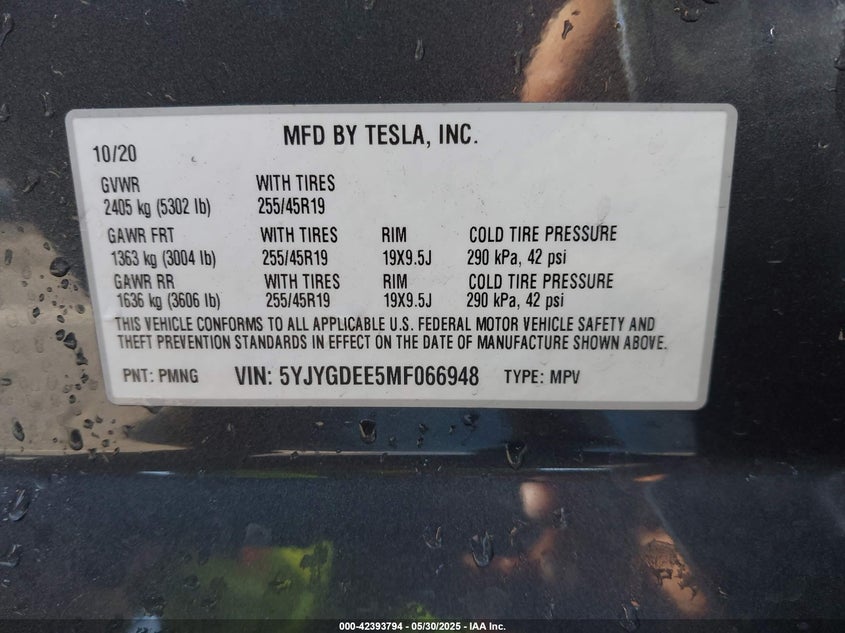 MFD BY TESLA, INC.
10/20
GVWR WITH TIRES
2405 kg (5302 lb) 255/45R19
GAWR FRT WITH TIRES RIM COLD TIRE PRESSURE
1363 kg (3004 lb) 255/45R19 19X9.5J 290 kPa, 42 psi
GAWR RR WITH TIRES RIM COLD TIRE PRESSURE
1636 kg (3606 lb) 255/45R19 19X9.5J 290 kPa, 42 psi
THIS VEHICLE CONFORMS TO ALL APPLICABLE U.S. FEDERAL MOTOR VEHICLE SAFETY AND
THEFT PREVENTION STANDARDS IN EFFECT ON THE DATE OF MANUFACTURE SHOWN ABOVE.
PNT: PMNG VIN: 5YJYGDEE5MF066948 TYPE: MPV
000-42393794 - 05/30/2025 - IAA Inc.